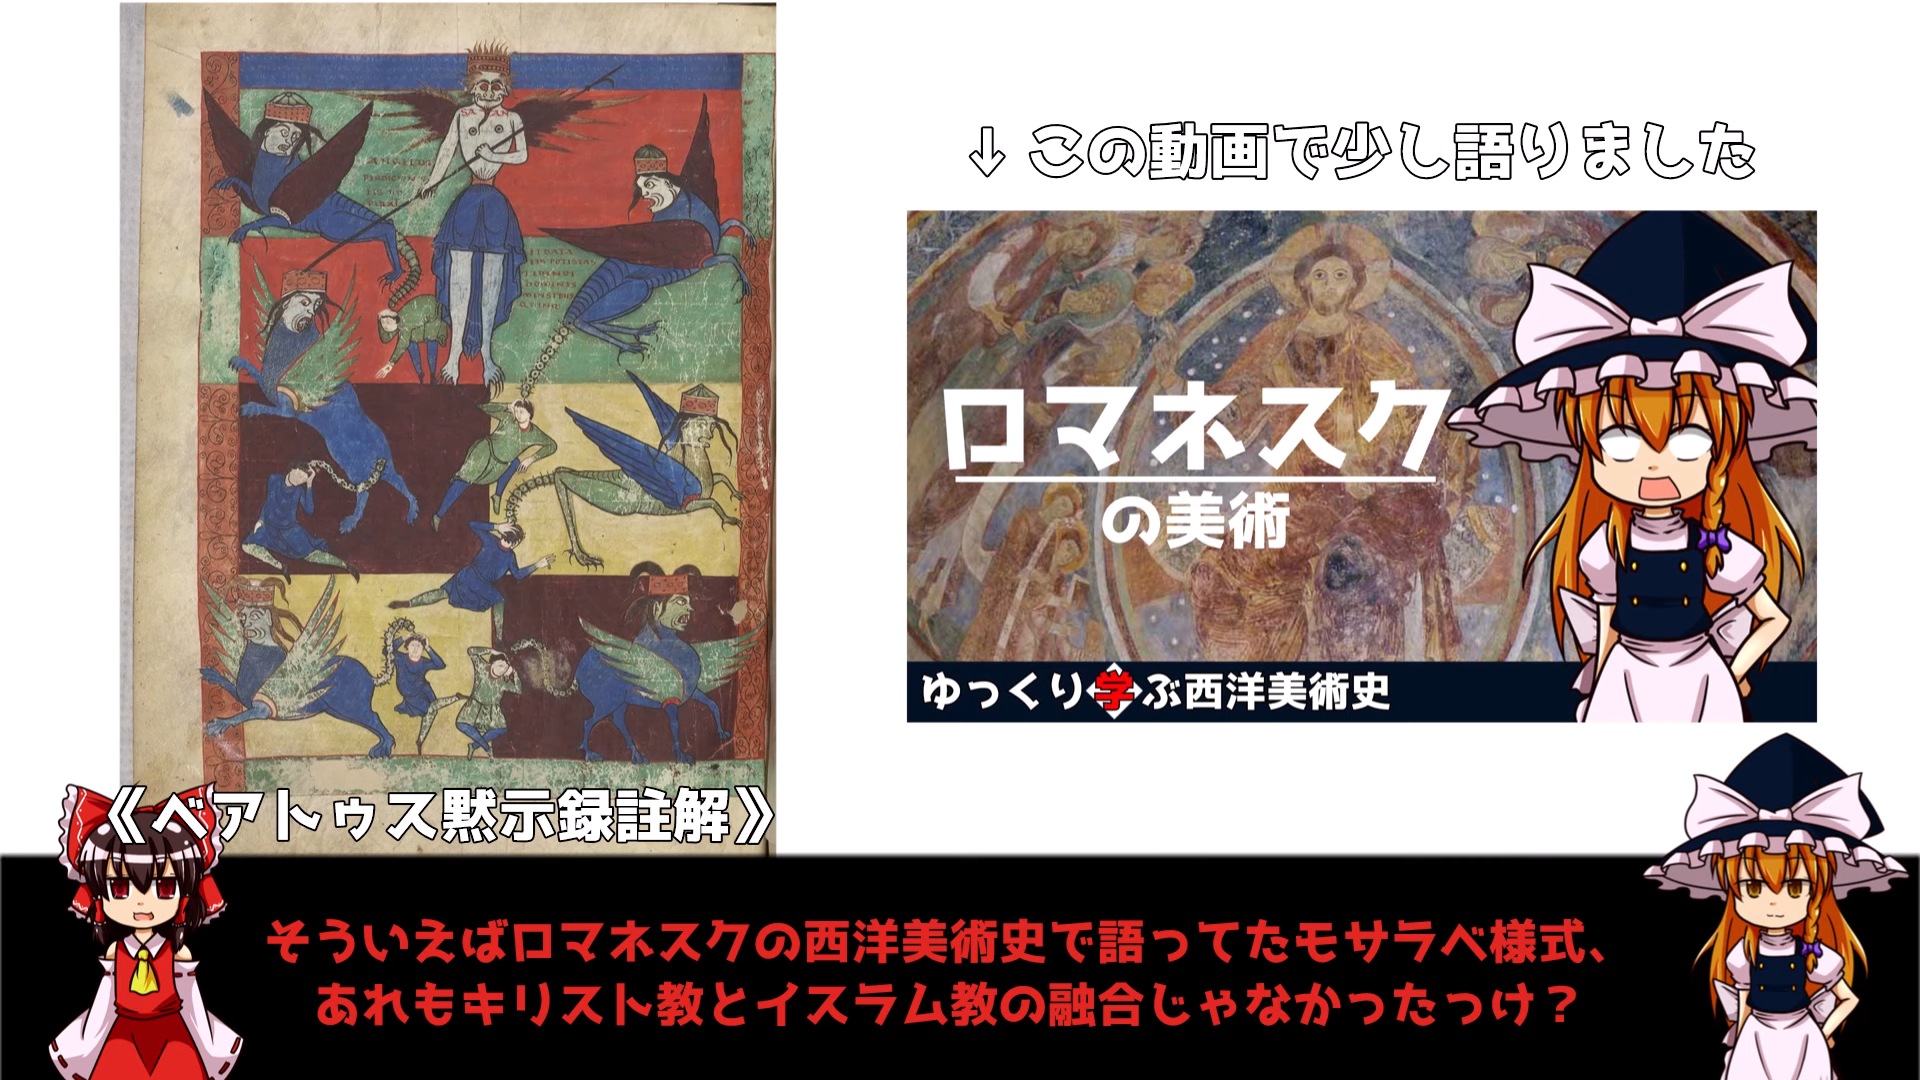 ↓この動画で少し語りました
ロマネスク
の美術
ゆっくり学ぶ西洋美術史
《ベアトゥス黙示録註解》
そういえばロマネスクの西洋美術史で語ってたモサラベ様式、
あれもキリスト教とイスラム教の融合じゃなかったっけ？